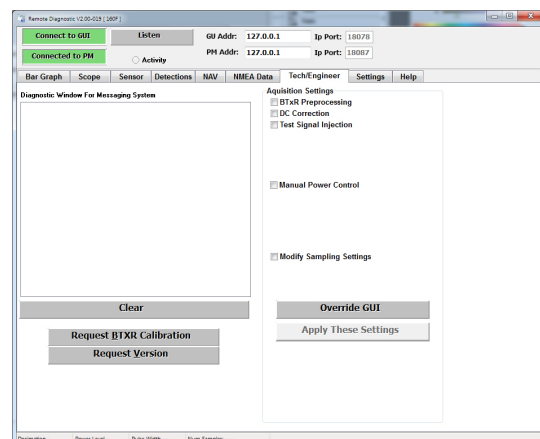 Remote Diagnostic V2.00-019 [ 160F ]
Connect to GUI
Listen
GU Addr: 127.0.0.1 Ip Port: 18078
Connected to PM
Activity
PM Addr: 127.0.0.1 Ip Port: 18087
Bar Graph Scope Sensor Detections NAV NMEA Data Tech/Engineer Settings Help
Diagnostic Window For Messaging System
Aquisition Settings
BTxR Preprocessing
DC Correction
Test Signal Injection
Manual Power Control
Modify Sampling Settings
Clear
Override GUI
Request BTXR Calibration
Apply These Settings
Request Version
Decimation Power Level Pulse Width Num Samples